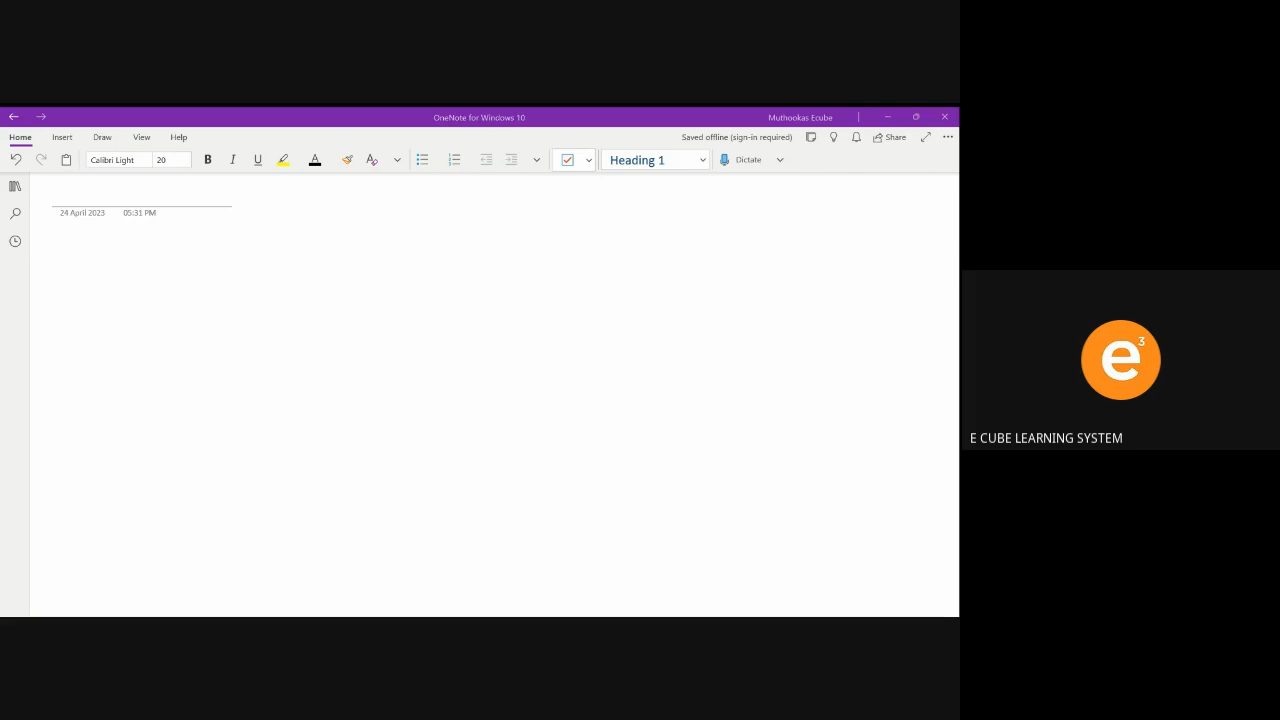 OneNote for Windows 10
Muthookas Ecube
Home Insert Draw View Help
Saved offline (sign-in required)
Share
Calibri Light 20
B I U A
Heading 1
Dictate
24 April 2023 05:31 PM
e3
E CUBE LEARNING SYSTEM